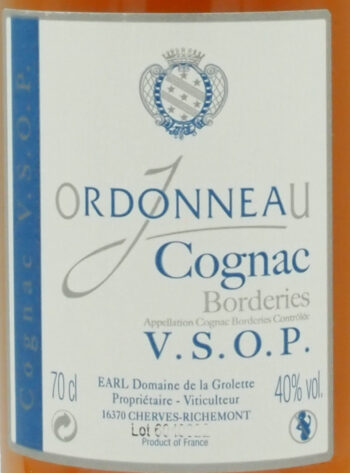 Cognac V.S.O.P.
ORDONNEAU
J
Cognac
Borderies
Appellation Cognac Borderies Contrôlée
V.S.O.P.
70 cl
EARL Domaine de la Grolette
Propriétaire - Viticulteur
16370 CHERVES-RICHEMONT
40% vol.
Lot
Product of France